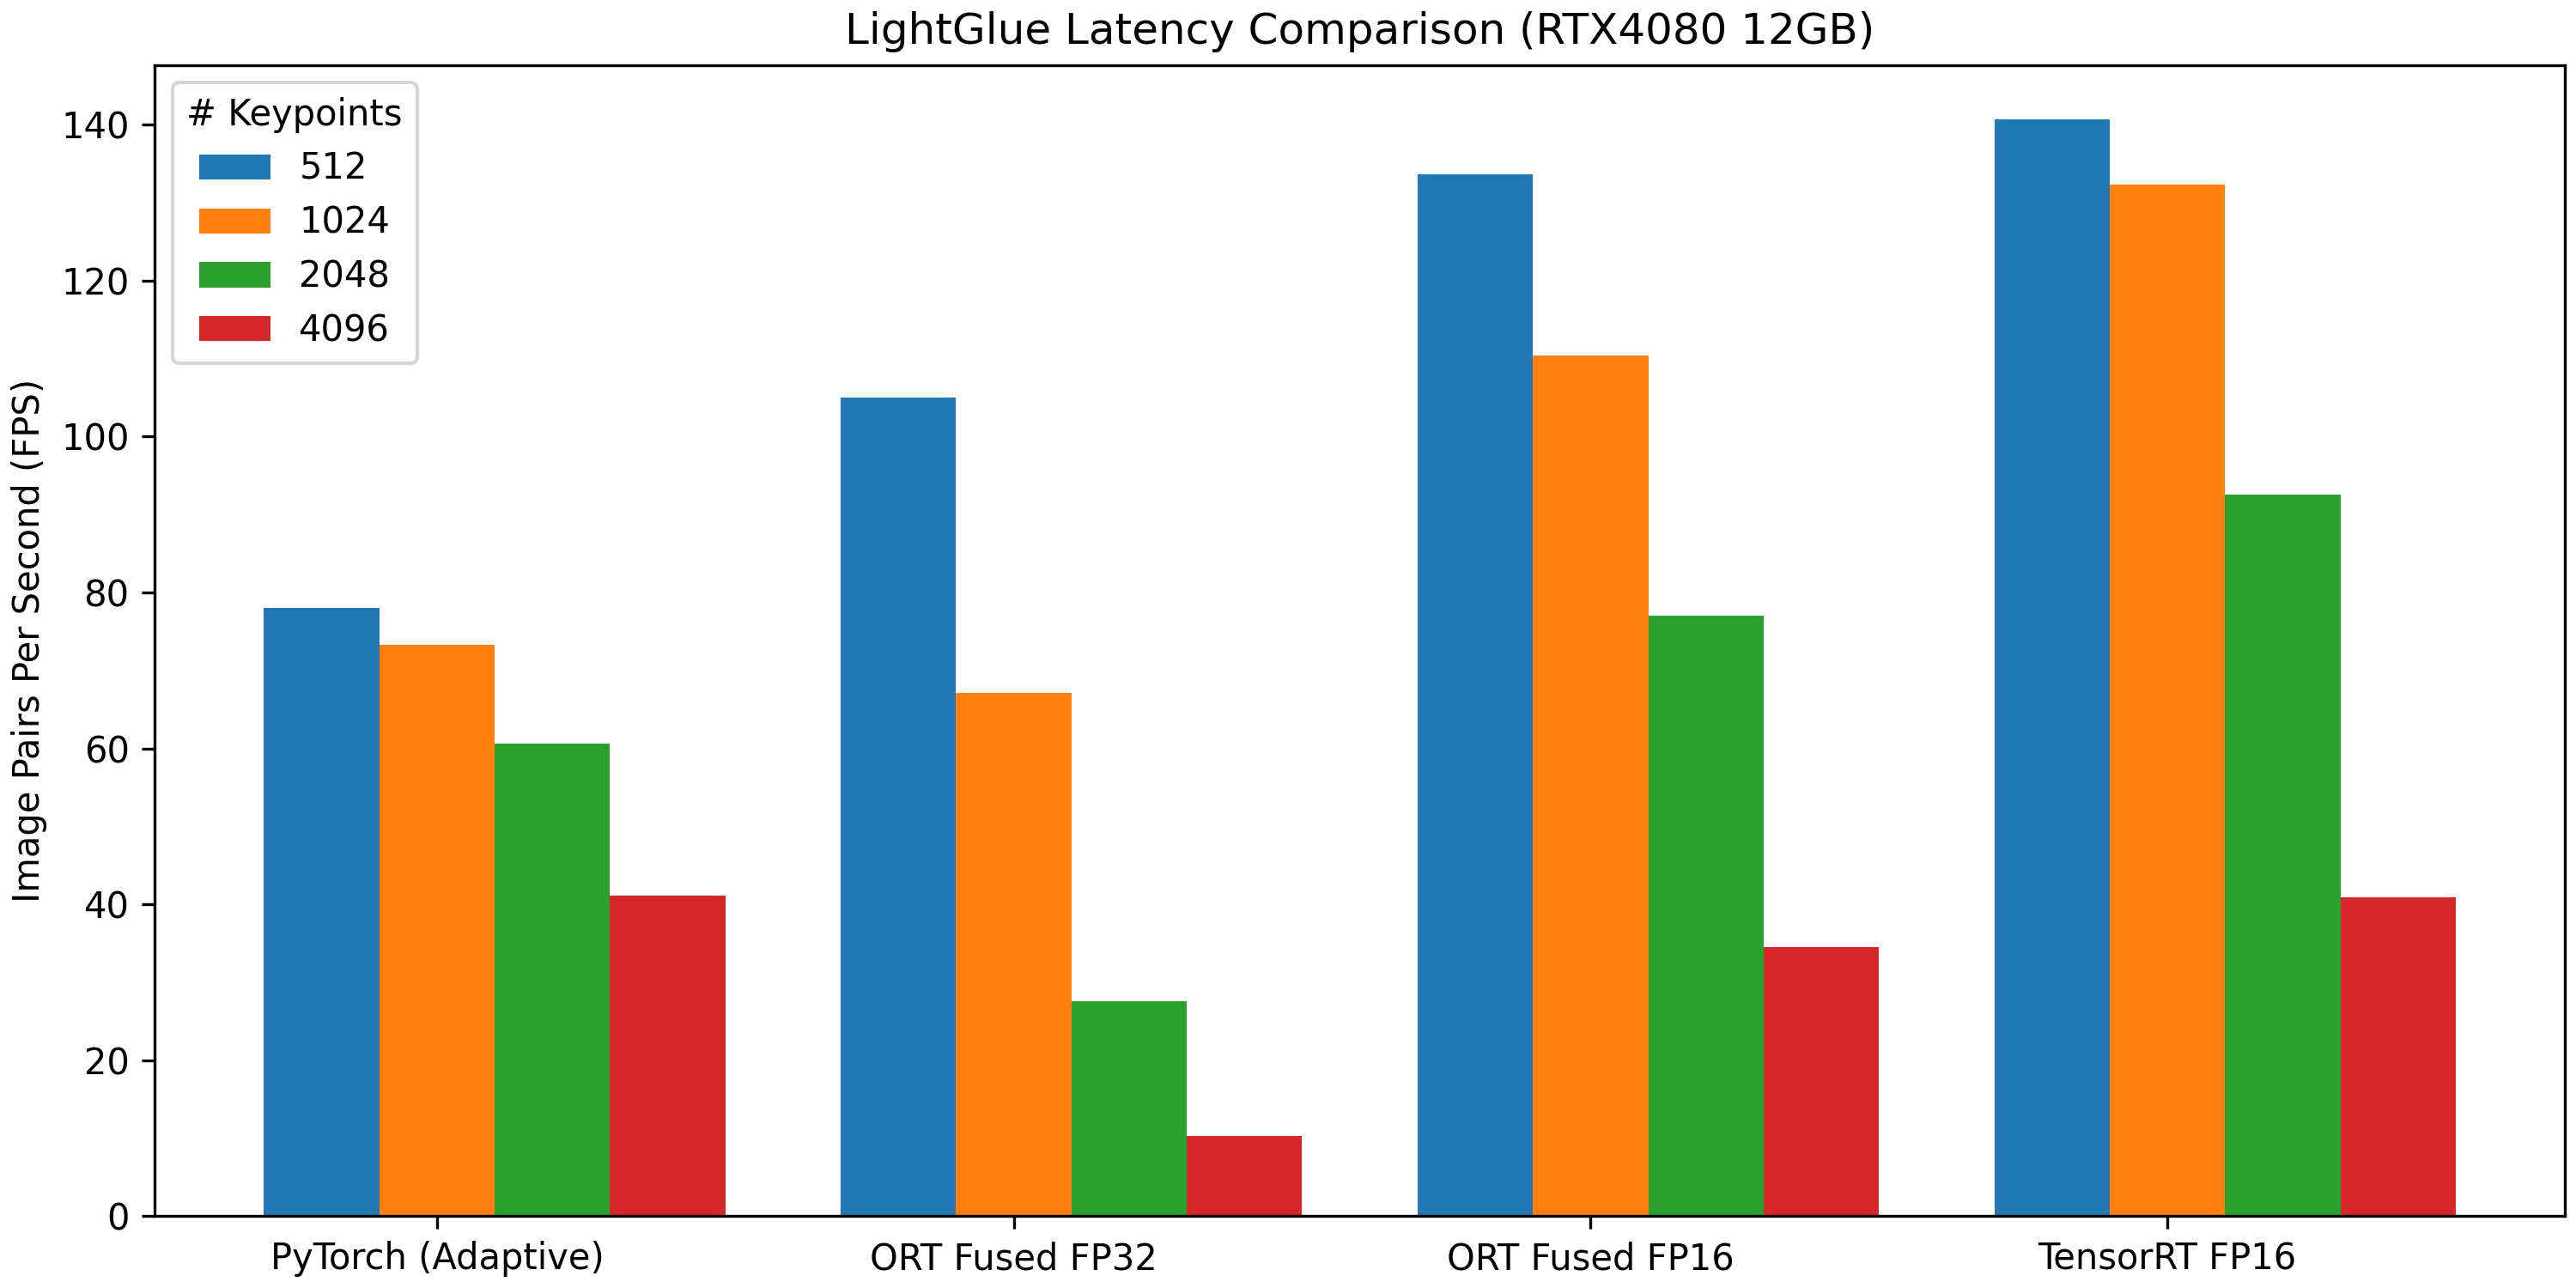 LightGlue Latency Comparison (RTX4080 12GB)
# Keypoints
512
1024
2048
4096
Image Pairs Per Second (FPS)
140
120
100
80
60
40
20
0
PyTorch (Adaptive)
ORT Fused FP32
ORT Fused FP16
TensorRT FP16